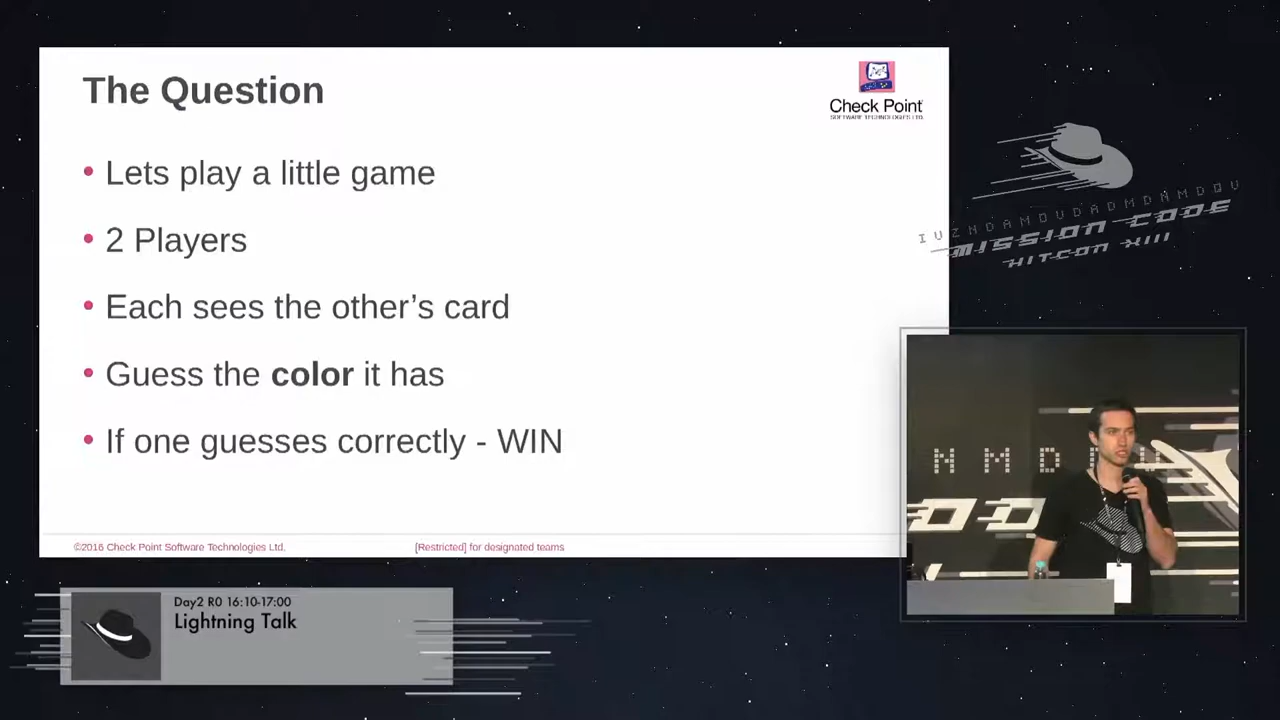 The Question
Check Point
SOFTWARE TECHNOLOGIES LTD.
• Lets play a little game
• 2 Players
• Each sees the other’s card
• Guess the color it has
• If one guesses correctly - WIN
©2016 Check Point Software Technologies Ltd.
[Restricted] for designated teams
MISSION CODE
HITCON XIII
N M D
Day2 R0 16:10-17:00
Lightning Talk